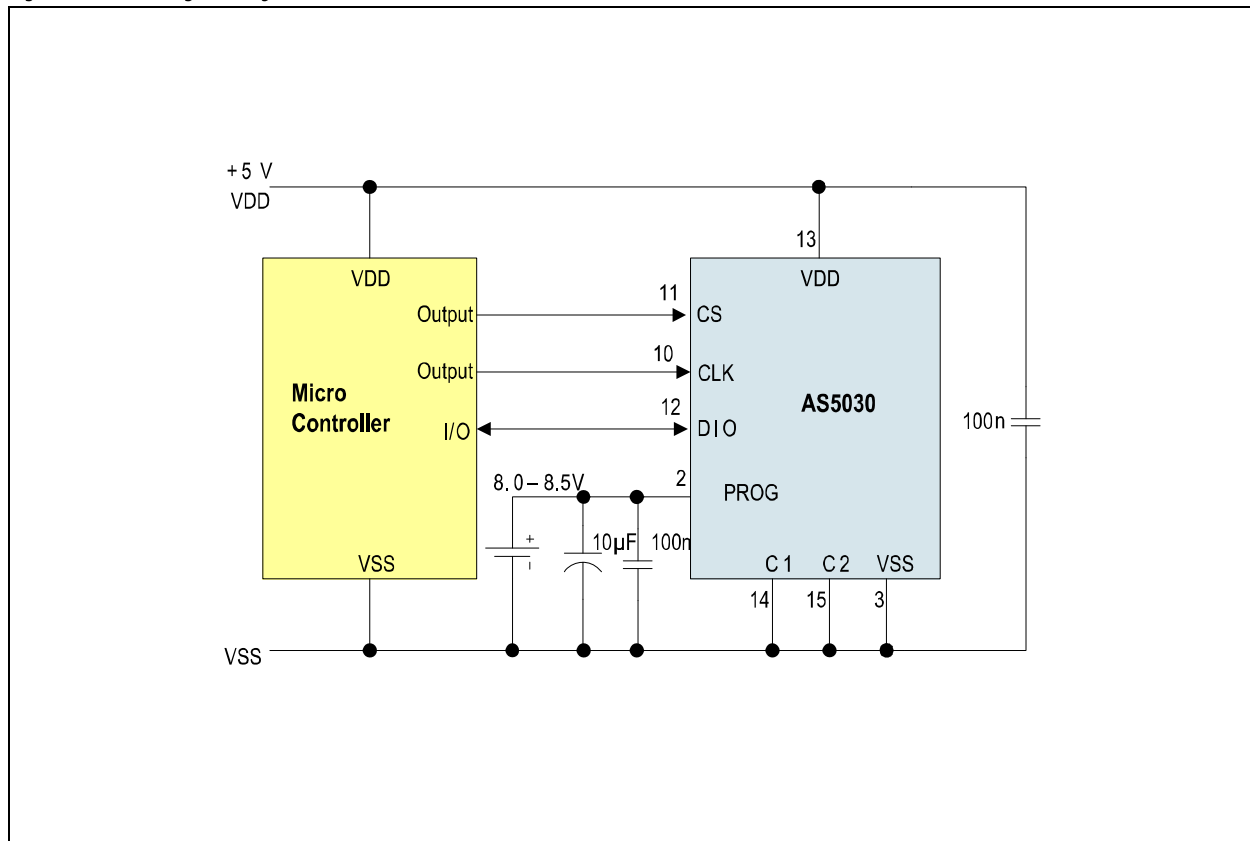 +5 V
VDD
13
VDD
VDD
Output
11
CS
Output
10
CLK
Micro
Controller
AS5030
I/O
12
DIO
100n
8.0–8.5V
2
PROG
+
-
10µF
100n
VSS
C1
C2
VSS
14
15
3
VSS